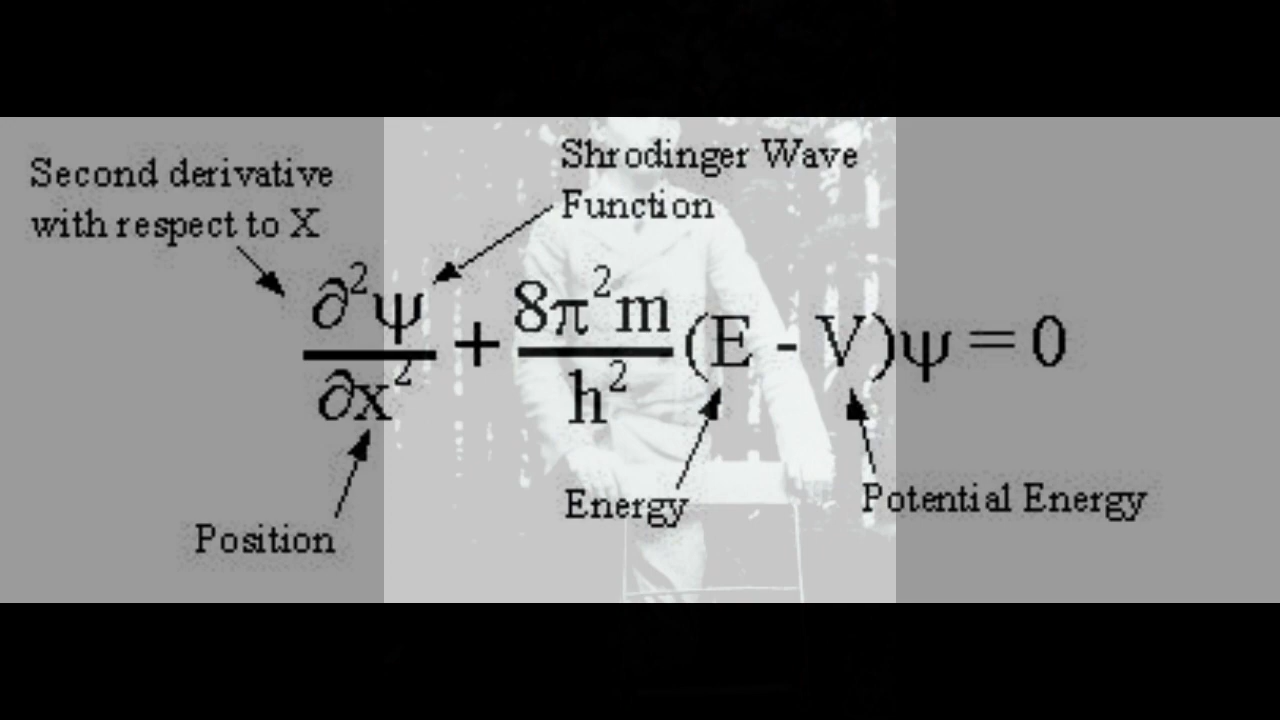 Second derivative
with respect to X
Shrodinger Wave
Function
∂²ψ/∂x² + 8π²m/h² (E - V)ψ = 0
Position
Energy
Potential Energy